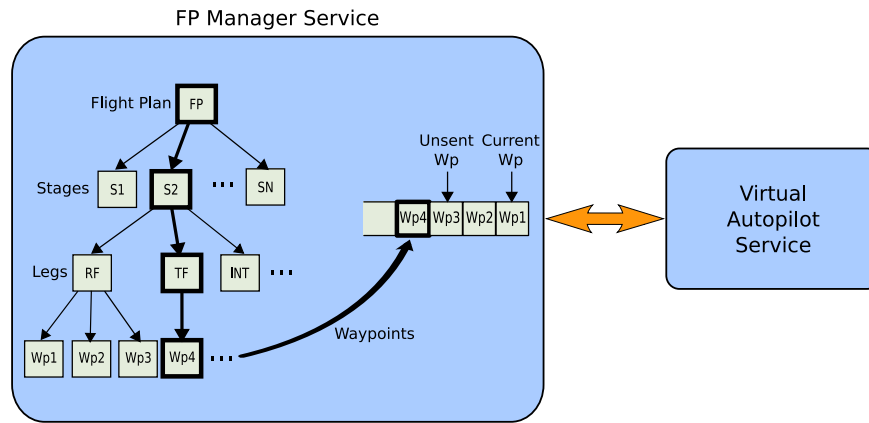 FP Manager Service
Flight Plan
FP
Unsent
Wp
Current
Wp
Stages
S1
S2
...
SN
Wp4
Wp3
Wp2
Wp1
Virtual
Autopilot
Service
Legs
RF
TF
INT
...
Waypoints
Wp1
Wp2
Wp3
Wp4
...